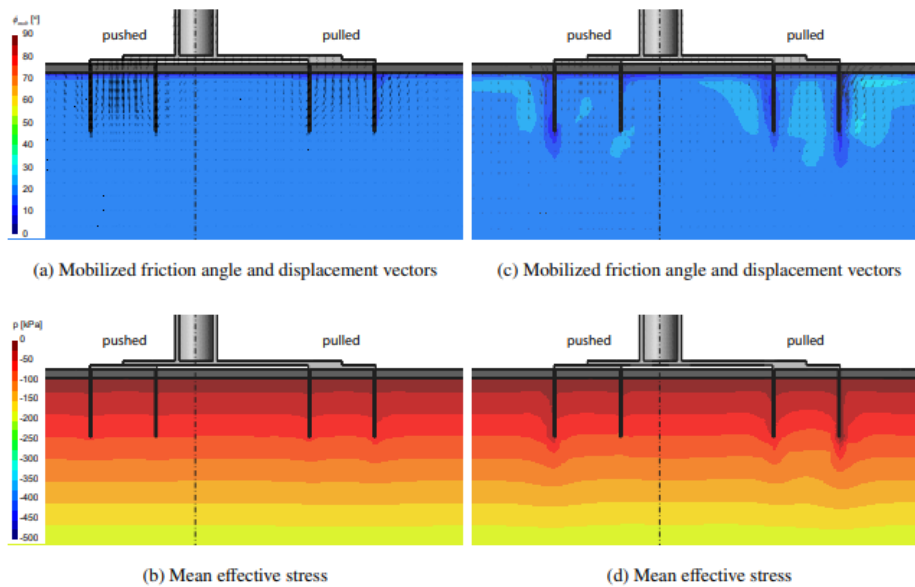 φmob [°]
90
80
70
60
50
40
30
20
10
0
pushed
pulled
(a) Mobilized friction angle and displacement vectors
pushed
pulled
(c) Mobilized friction angle and displacement vectors
p [kPa]
0
-50
-100
-150
-200
-250
-300
-350
-400
-450
-500
pushed
pulled
(b) Mean effective stress
pushed
pulled
(d) Mean effective stress